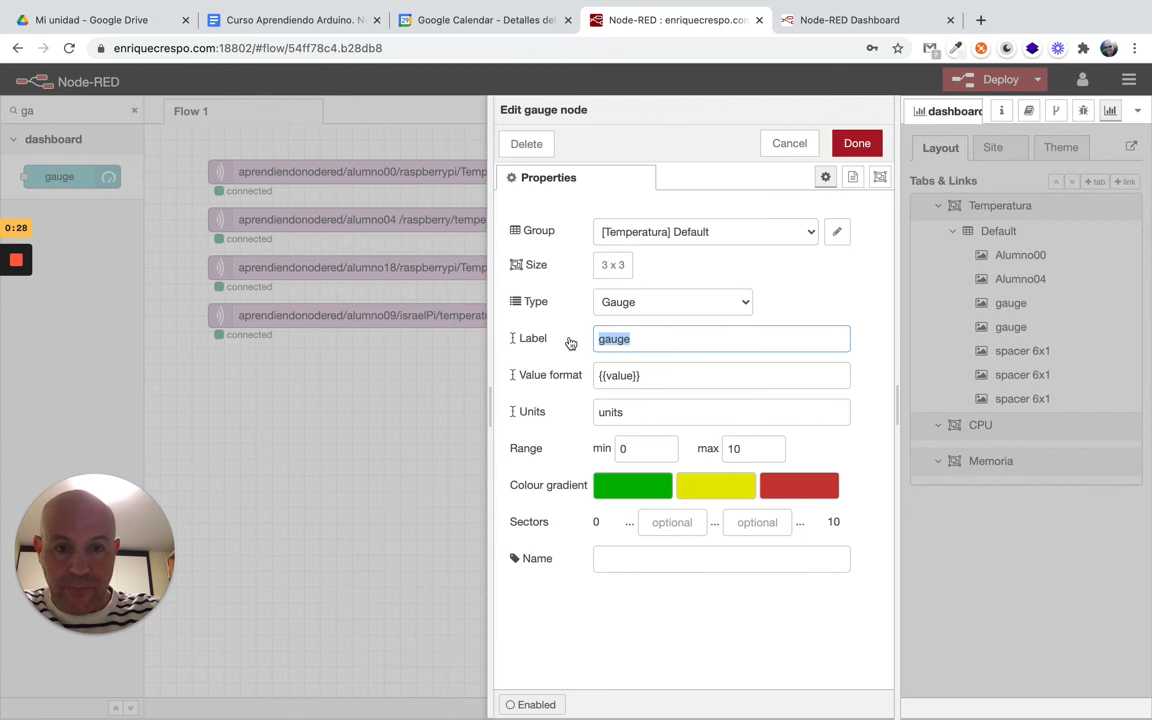 Mi unidad - Google Drive
Curso Aprendiendo Arduino. N
Google Calendar - Detalles del
Node-RED : enriquecrespo.con
Node-RED Dashboard
enriquecrespo.com:18802/#flow/54ff78c4.b28db8
Node-RED
Deploy
ga
dashboard
gauge
0:28
Flow 1
aprendiendonodered/alumno00/raspberrypi/Temp
connected
aprendiendonodered/alumno04 /raspberry/tempe
connected
aprendiendonodered/alumno18/raspberrypi/Tem
connected
aprendiendonodered/alumno09/israelPi/temperatu
connected
Edit gauge node
Delete
Cancel
Done
Properties
Group
[Temperatura] Default
Size
3 x 3
Type
Gauge
Label
gauge
Value format
{{value}}
Units
units
Range
min
0
max
10
Colour gradient
Sectors
0
...
optional
...
optional
...
10
Name
Enabled
dashboard
Layout
Site
Theme
Tabs & Links
+tab
+link
Temperatura
Default
Alumno00
Alumno04
gauge
gauge
spacer 6x1
spacer 6x1
spacer 6x1
CPU
Memoria